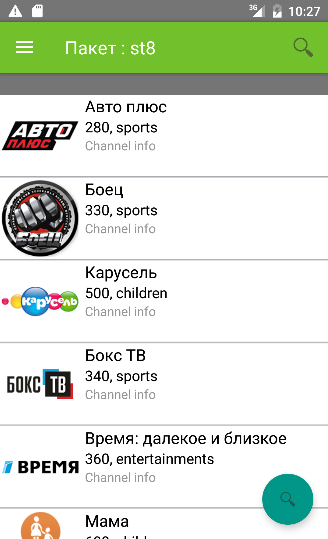 3G
10:27
Пакет : st8
Авто плюс
280, sports
Channel info
АВТО
ПЛЮС
Боец
330, sports
Channel info
БОЕЦ
Карусель
500, children
Channel info
Карусель
Бокс ТВ
340, sports
Channel info
БОКС ТВ
Время: далекое и близкое
360, entertainments
Channel info
ВРЕМЯ
Мама